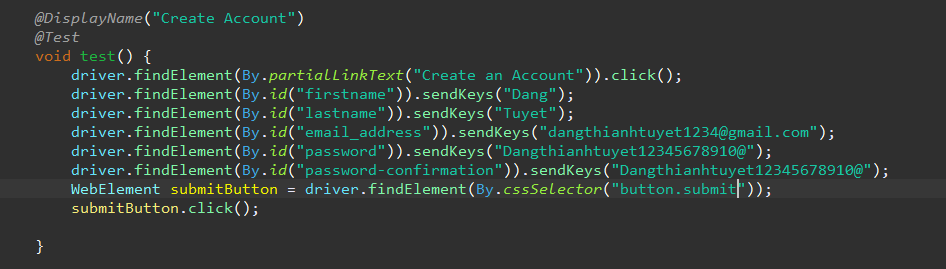 @DisplayName("Create Account")
@Test
void test() {
driver.findElement(By.partialLinkText("Create an Account")).click();
driver.findElement(By.id("firstname")).sendKeys("Dang");
driver.findElement(By.id("lastname")).sendKeys("Tuyet");
driver.findElement(By.id("email_address")).sendKeys("dangthianhtuyet1234@gmail.com");
driver.findElement(By.id("password")).sendKeys("Dangthianhtuyet12345678910@");
driver.findElement(By.id("password-confirmation")).sendKeys("Dangthianhtuyet12345678910@");
WebElement submitButton = driver.findElement(By.cssSelector("button.submit"));
submitButton.click();
}